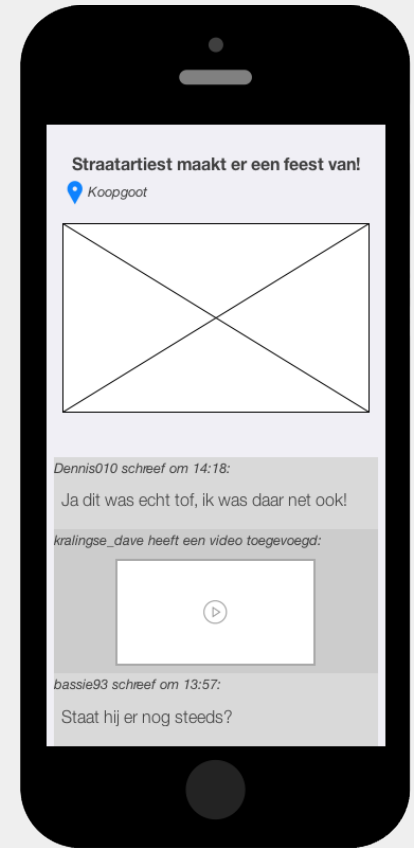 Straatartiest maakt er een feest van!
Koopgoot
Dennis010 schreef om 14:18:
Ja dit was echt tof, ik was daar net ook!
kralingse_dave heeft een video toegevoegd:
bassie93 schreef om 13:57:
Staat hij er nog steeds?